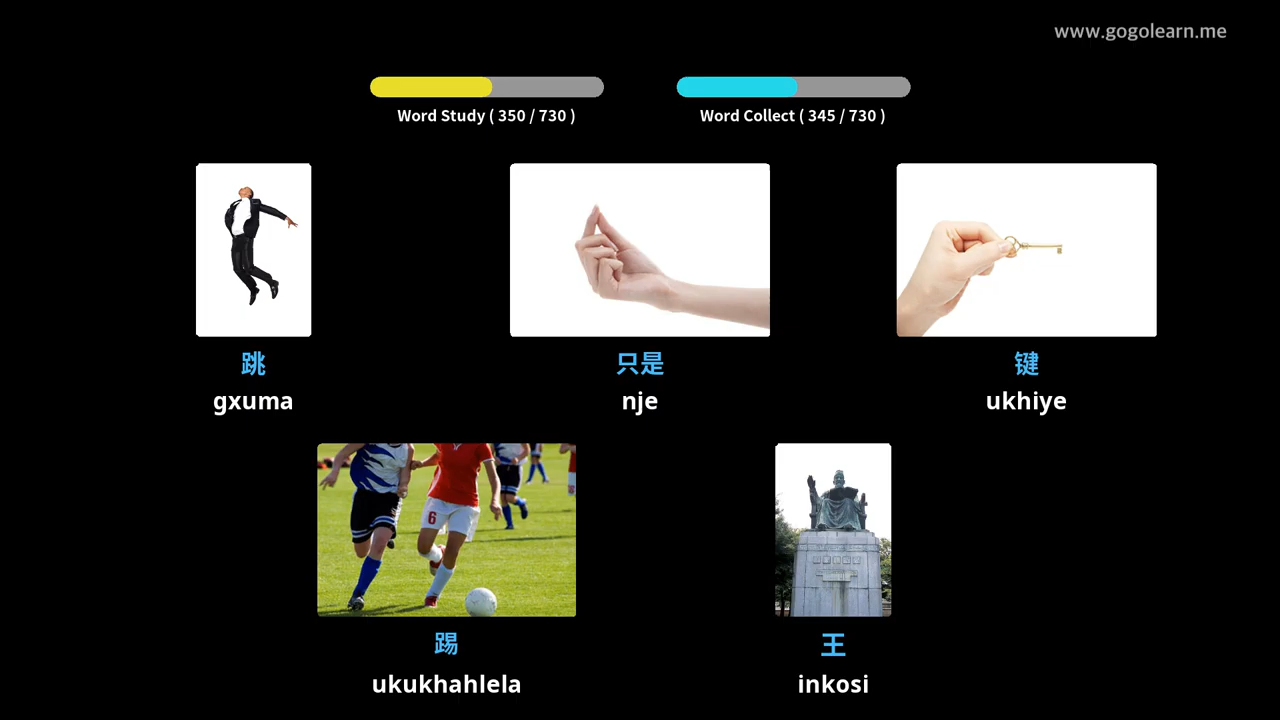 www.gogolearn.me
Word Study ( 350 / 730 )
Word Collect ( 345 / 730 )
跳
gxuma
只是
nje
键
ukhiye
踢
ukukhahlela
王
inkosi
6